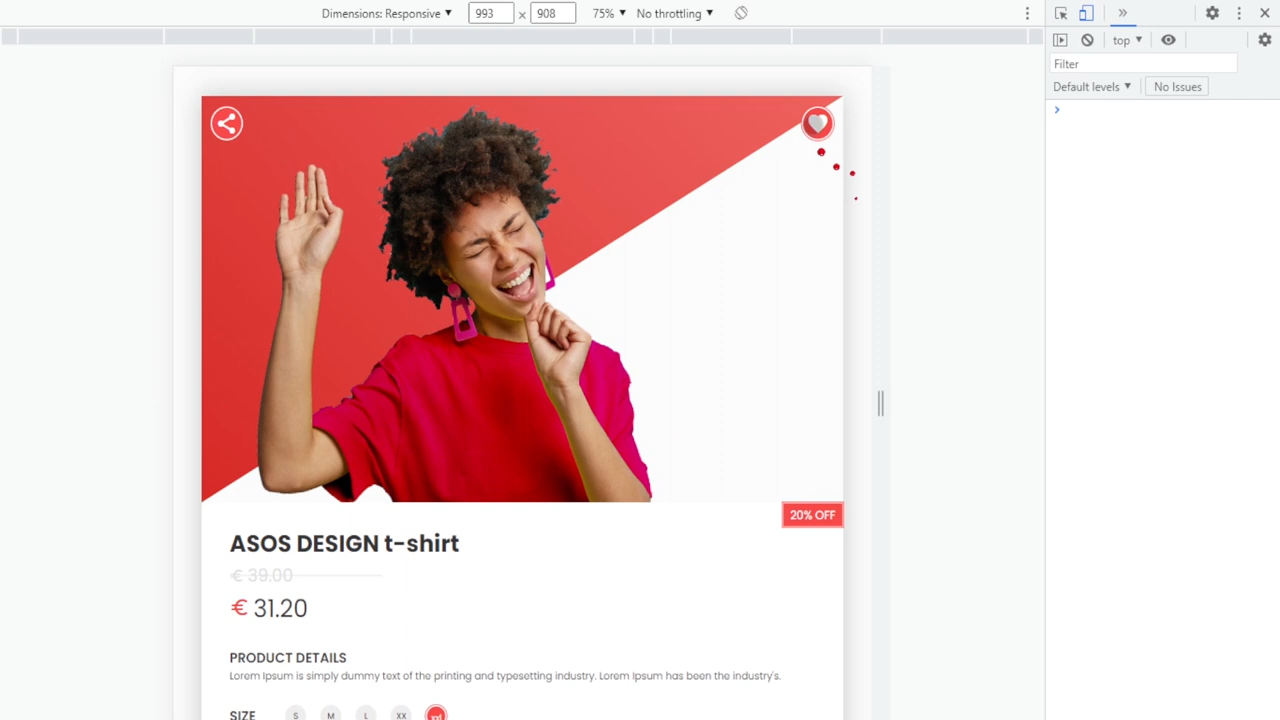 Dimensions: Responsive ▼ 993 x 908 75% ▼ No throttling ▼
top ▼
Filter
Default levels ▼ No Issues
20% OFF
ASOS DESIGN t-shirt
€ 39.00
€ 31.20
PRODUCT DETAILS
Lorem Ipsum is simply dummy text of the printing and typesetting industry. Lorem Ipsum has been the industry's.
SIZE S M L XX xxl